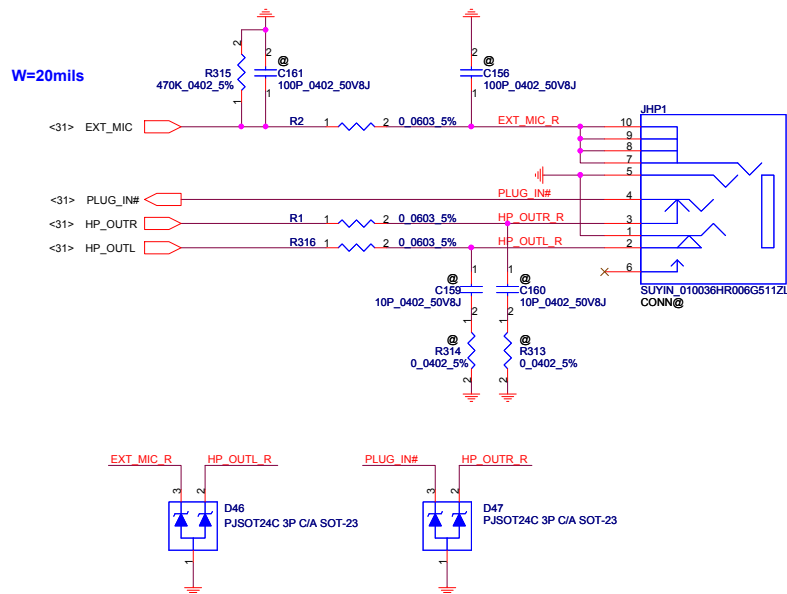 W=20mils
2
R315
470K_0402_5%
1
2
@
C161
100P_0402_50V8J
1
2
@
C156
100P_0402_50V8J
1
JHP1
<31> EXT_MIC
R2 1 2 0_0603_5%
EXT_MIC_R
10
9
8
7
5
<31> PLUG_IN#
PLUG_IN#
4
<31> HP_OUTR
R1 1 2 0_0603_5%
HP_OUTR_R
3
1
<31> HP_OUTL
R316 1 2 0_0603_5%
HP_OUTL_R
2
6
1
@
C159
10P_0402_50V8J
2
1
@
C160
10P_0402_50V8J
2
SUYIN_010036HR006G511ZL
CONN@
1
@
R314
0_0402_5%
2
1
@
R313
0_0402_5%
2
EXT_MIC_R
HP_OUTL_R
PLUG_IN#
HP_OUTR_R
3
2
D46
PJSOT24C 3P C/A SOT-23
1
3
2
D47
PJSOT24C 3P C/A SOT-23
1